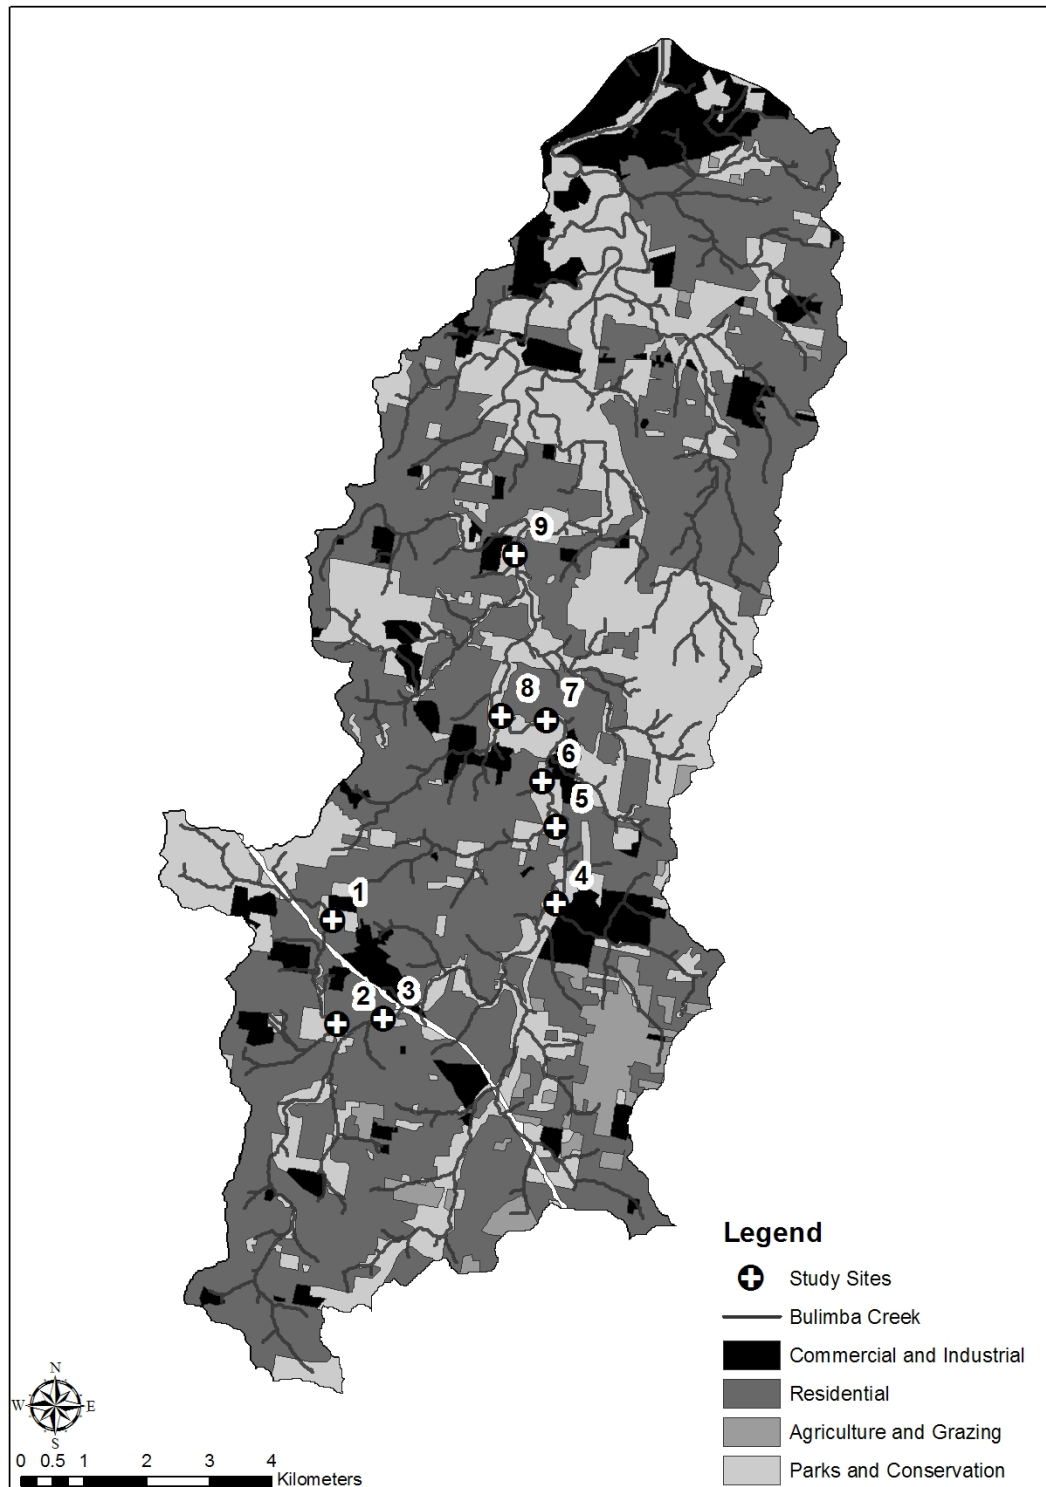 9
8
7
6
5
4
1
2
3
Legend
Study Sites
Bulimba Creek
Commercial and Industrial
Residential
Agriculture and Grazing
Parks and Conservation
N
W E
S
0 0.5 1 2 3 4
Kilometers